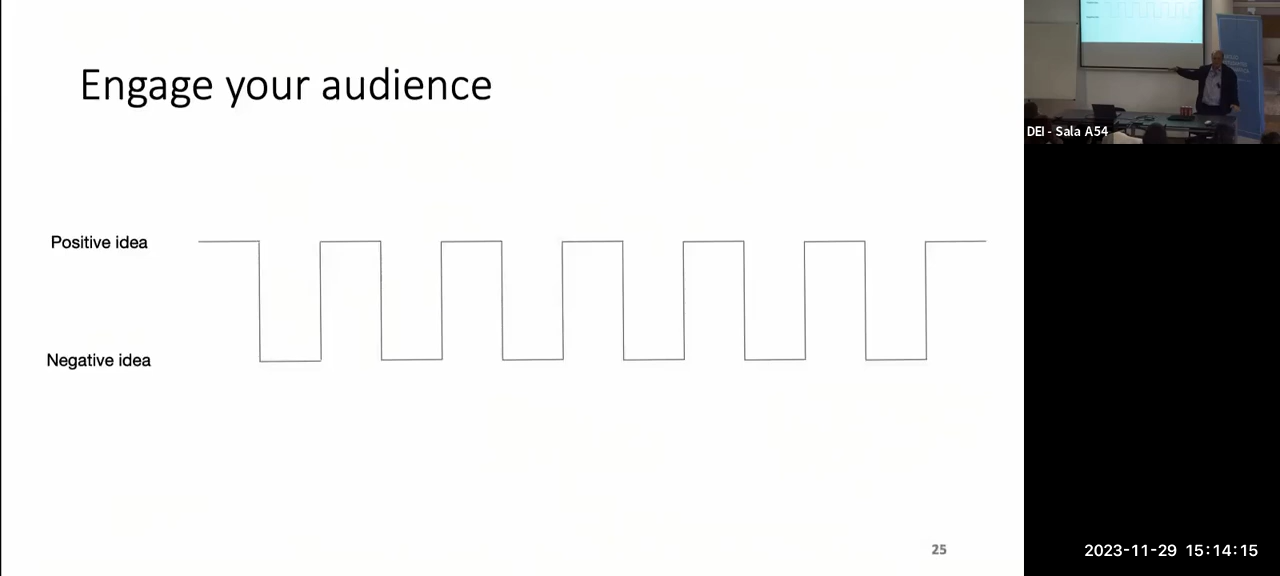 Engage your audience
Positive idea
Negative idea
25
DEI - Sala A54
2023-11-29 15:14:15